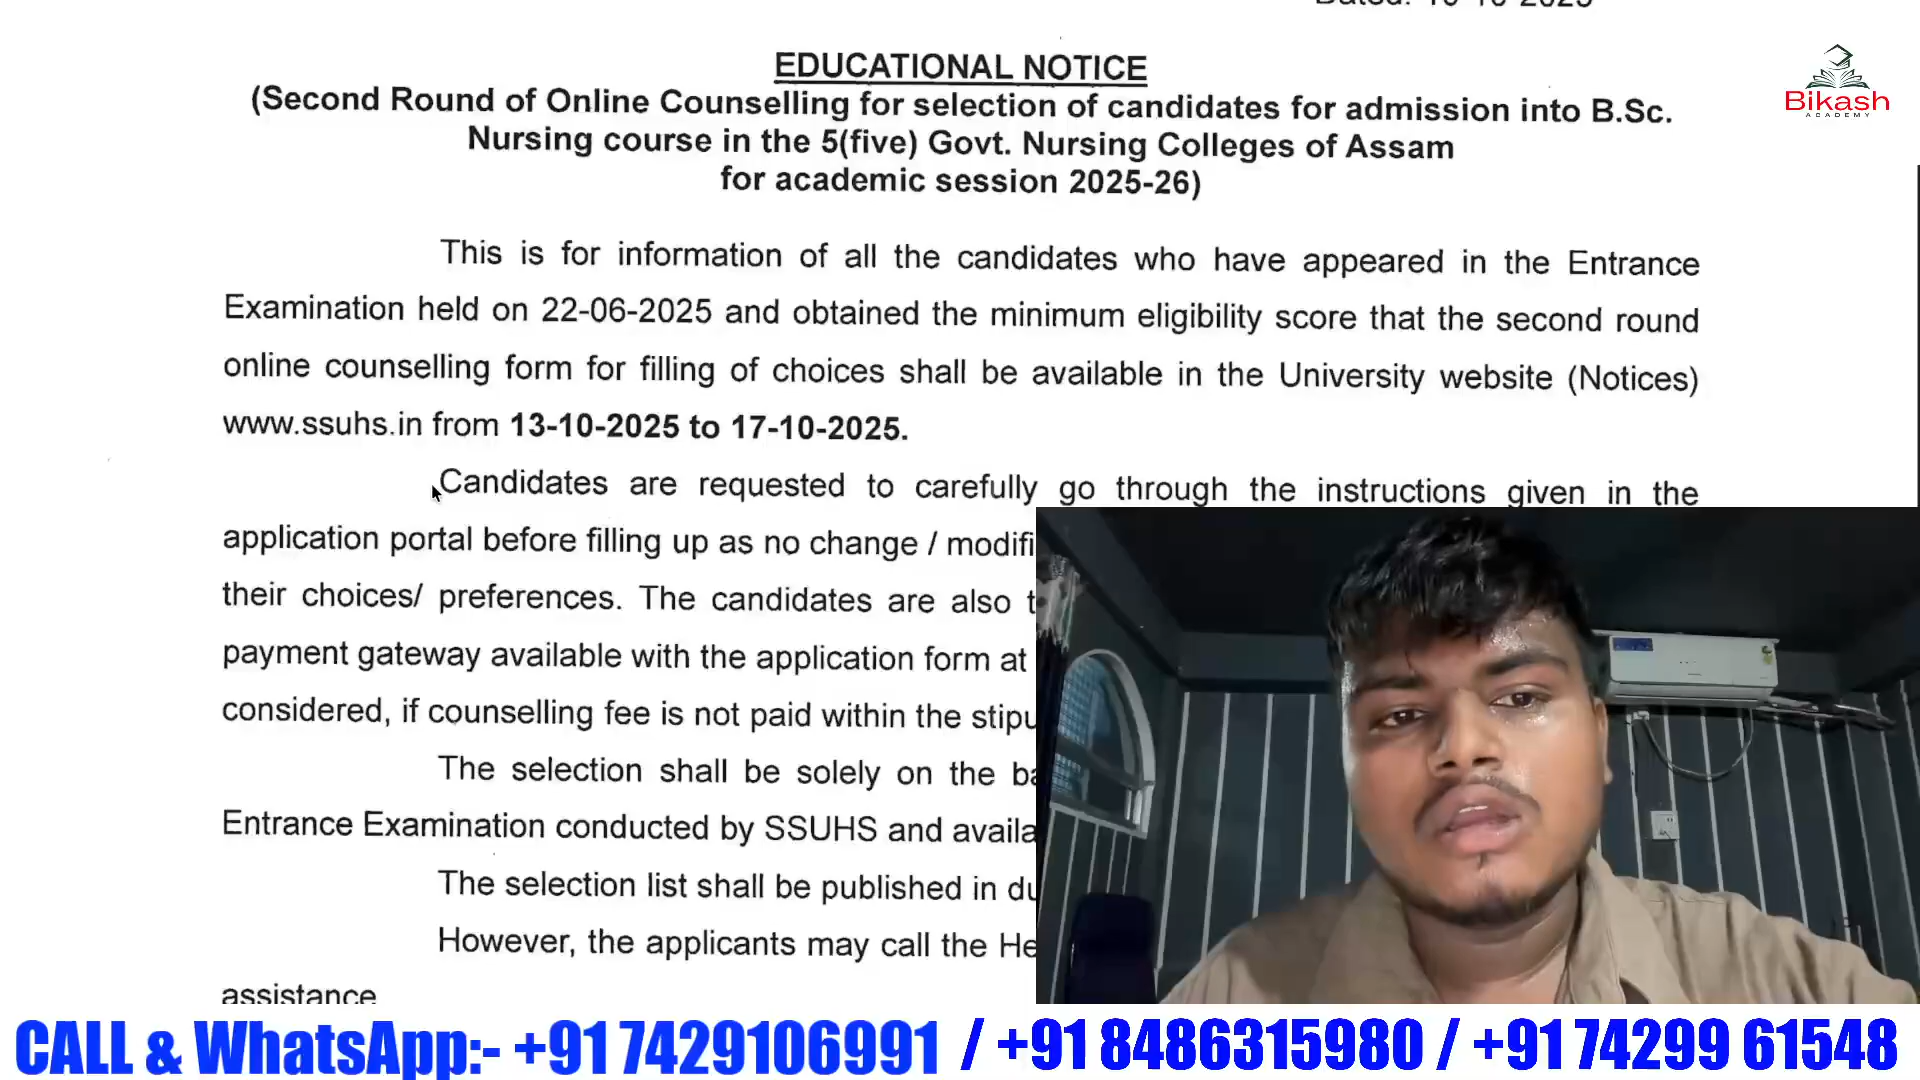 Dated: 10-10-2025
EDUCATIONAL NOTICE
(Second Round of Online Counselling for selection of candidates for admission into B.Sc.
Nursing course in the 5(five) Govt. Nursing Colleges of Assam
for academic session 2025-26)
Bikash
ACADEMY
This is for information of all the candidates who have appeared in the Entrance
Examination held on 22-06-2025 and obtained the minimum eligibility score that the second round
online counselling form for filling of choices shall be available in the University website (Notices)
www.ssuhs.in from 13-10-2025 to 17-10-2025.
Candidates are requested to carefully go through the instructions given in the
application portal before filling up as no change / modifi
their choices/ preferences. The candidates are also t
payment gateway available with the application form at
considered, if counselling fee is not paid within the stipu
The selection shall be solely on the ba
Entrance Examination conducted by SSUHS and availa
The selection list shall be published in du
However, the applicants may call the He
assistance
CALL & WhatsApp:- +91 7429106991 / +91 8486315980 / +91 74299 61548